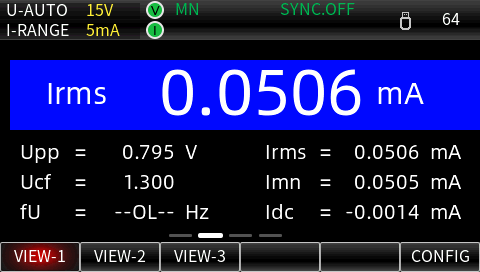 U-AUTO 15V V MN SYNC.OFF 64
I-RANGE 5mA I
Irms 0.0506 mA
Upp = 0.795 V Irms = 0.0506 mA
Ucf = 1.300 Imn = 0.0505 mA
fU = --OL-- Hz Idc = -0.0014 mA
VIEW-1 VIEW-2 VIEW-3 CONFIG